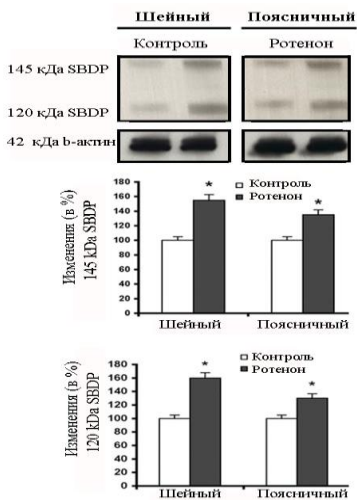 Шейный Поясничный
Контроль Ротенон
145 кДа SBDP
120 кДа SBDP
42 кДа b-актин
Изменения (в %)
145 kDa SBDP
180
160
140
120
100
80
60
40
20
0
* *
Контроль
Ротенон
Шейный Поясничный
Изменения (в %)
120 kDa SBDP
180
160
140
120
100
80
60
40
20
0
* *
Контроль
Ротенон
Шейный Поясничный